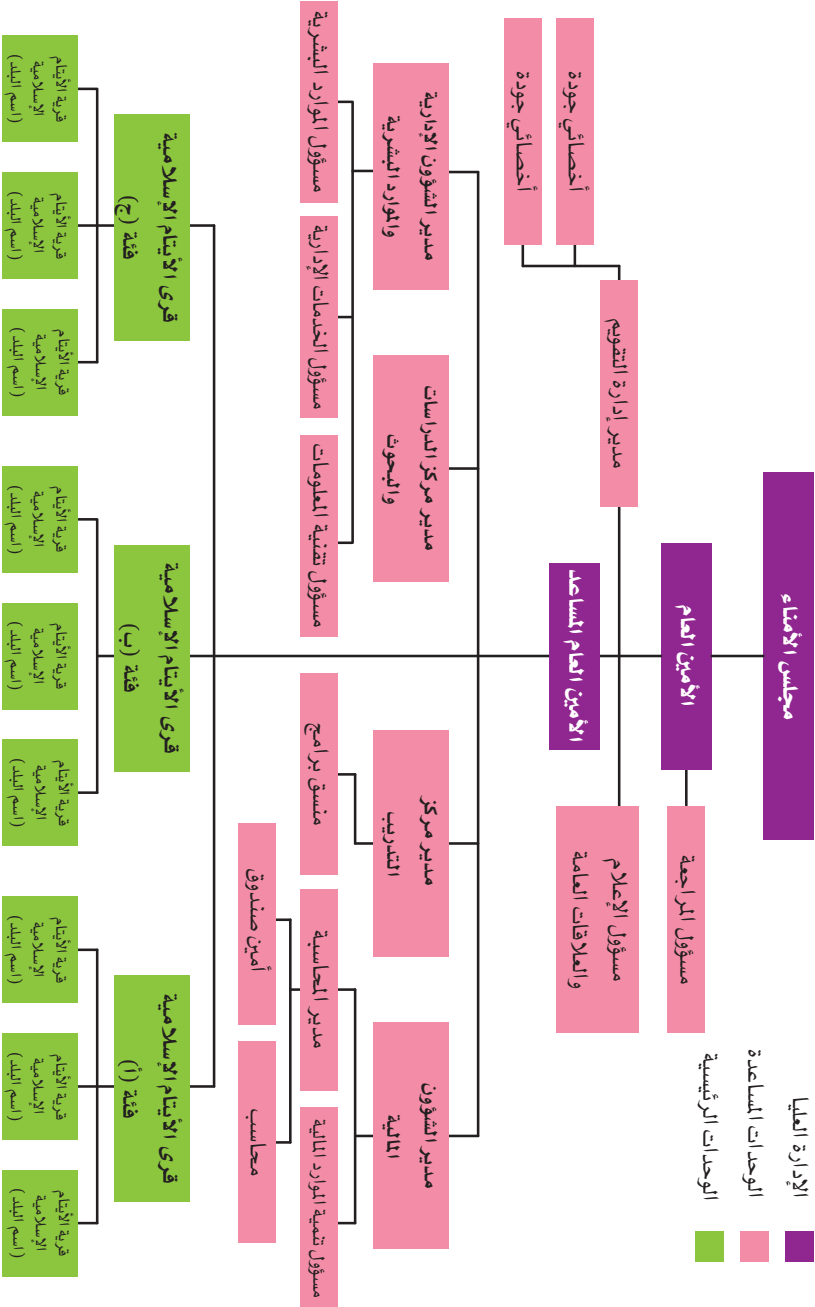 الإدارة العليا
الوحدات المساعدة
الوحدات الرئيسية
مجلس الأمناء
الأمين العام
مسؤول المراجعة
مدير إدارة التقويم
أخصائي جودة
أخصائي جودة
مسؤول الإعلام
والعلاقات العامة
الأمين العام المساعد
مدير الشؤون
المالية
مدير مركز
التدريب
مدير مركز الدراسات
والبحوث
مدير الشؤون الإدارية
والموارد البشرية
مسؤول تنمية الموارد المالية
مدير المحاسبة
منسق برامج
مسؤول تقنية المعلومات
مسؤول الخدمات الإدارية
مسؤول الموارد البشرية
محاسب
أمين صندوق
قرى الأيتام الإسلامية
فئة (أ)
قرى الأيتام الإسلامية
فئة (ب)
قرى الأيتام الإسلامية
فئة (ج)
قرية الأيتام
الإسلامية
(اسم البلد)
قرية الأيتام
الإسلامية
(اسم البلد)
قرية الأيتام
الإسلامية
(اسم البلد)
قرية الأيتام
الإسلامية
(اسم البلد)
قرية الأيتام
الإسلامية
(اسم البلد)
قرية الأيتام
الإسلامية
(اسم البلد)
قرية الأيتام
الإسلامية
(اسم البلد)
قرية الأيتام
الإسلامية
(اسم البلد)
قرية الأيتام
الإسلامية
(اسم البلد)